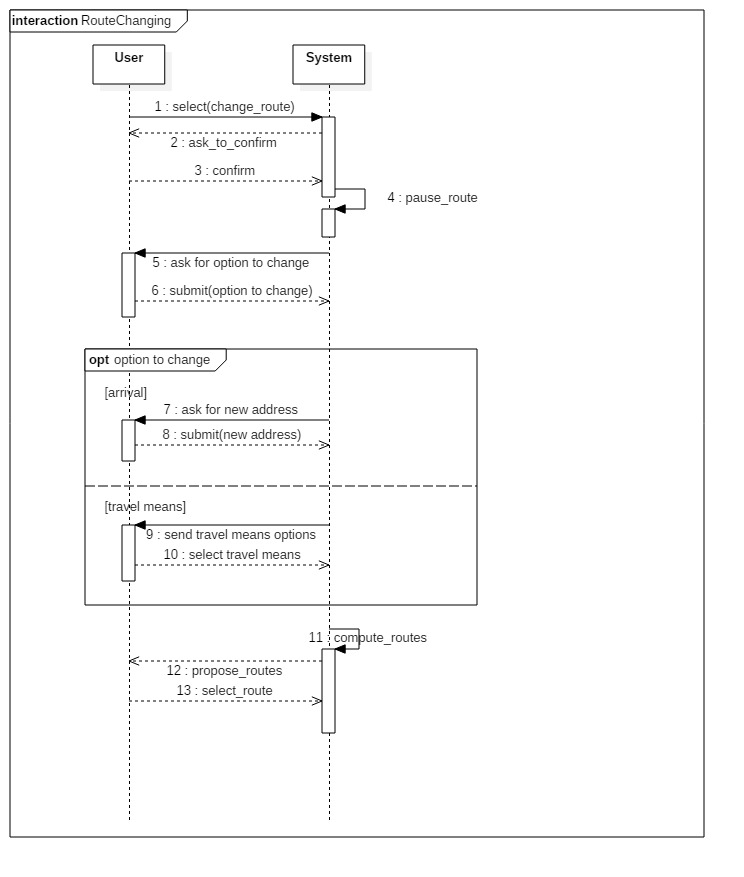 interaction RouteChanging
User
System
1 : select(change_route)
2 : ask_to_confirm
3 : confirm
4 : pause_route
5 : ask for option to change
6 : submit(option to change)
opt option to change
[arrival]
7 : ask for new address
8 : submit(new address)
[travel means]
9 : send travel means options
10 : select travel means
11 : compute_routes
12 : propose_routes
13 : select_route